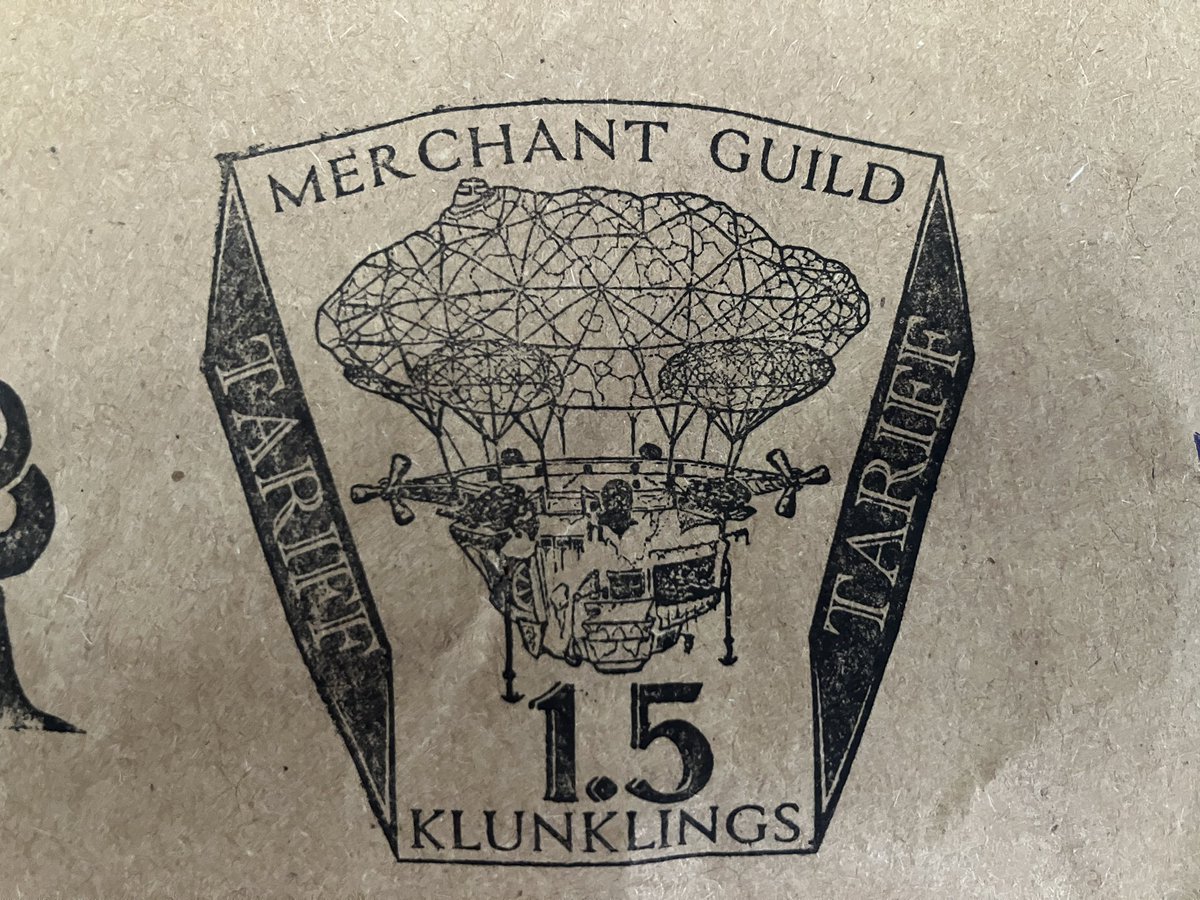 MERCHANT GUILD
TARIFF
TARIFF
1.5
KLUNKLINGS